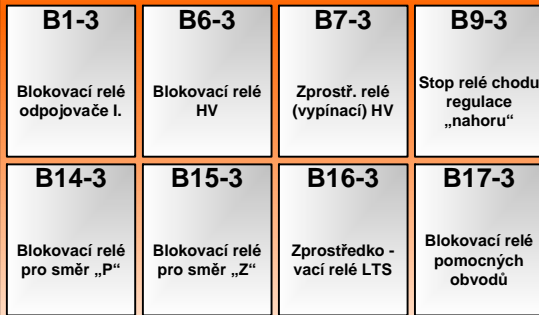 B1-3
Blokovací relé
odpojovače I.
B6-3
Blokovací relé
HV
B7-3
Zprostř. relé
(vypínací) HV
B9-3
Stop relé chodu
regulace
„nahoru“
B14-3
Blokovací relé
pro směr „P“
B15-3
Blokovací relé
pro směr „Z“
B16-3
Zprostředko -
vací relé LTS
B17-3
Blokovací relé
pomocných
obvodů